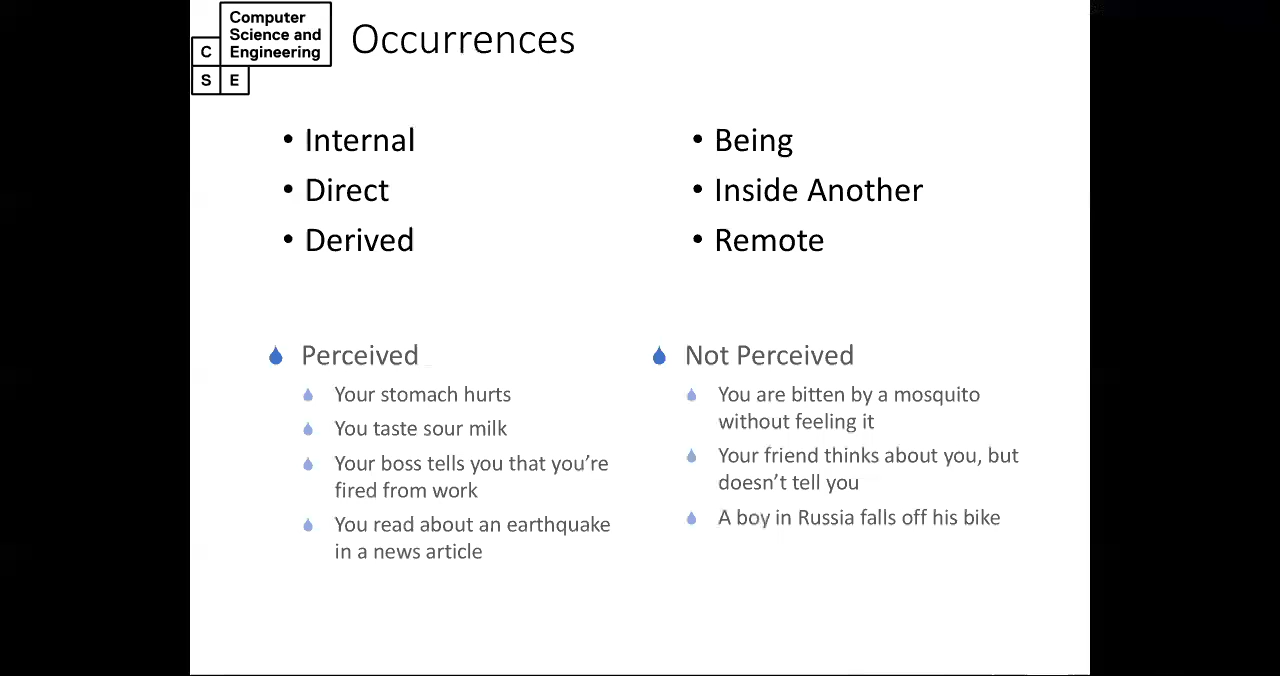 Computer
Science and
Engineering
C
S E
Occurrences
• Internal
• Direct
• Derived
• Being
• Inside Another
• Remote
Perceived
Your stomach hurts
You taste sour milk
Your boss tells you that you’re
fired from work
You read about an earthquake
in a news article
Not Perceived
You are bitten by a mosquito
without feeling it
Your friend thinks about you, but
doesn’t tell you
A boy in Russia falls off his bike